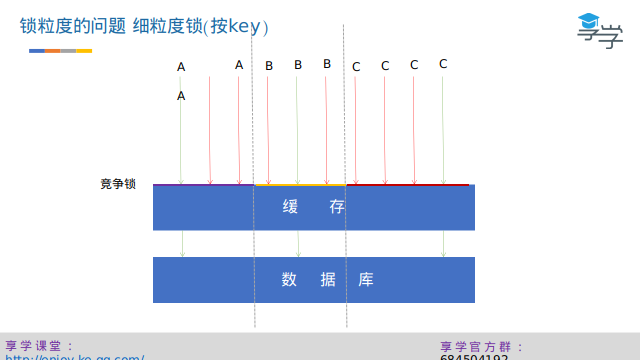 锁粒度的问题 细粒度锁(按key)
享学
A A B B B C C C C
A
竞争锁
缓 存
数 据 库
享学课堂：
http://enjoy.ke.qq.com/
享学官方群：
684504192